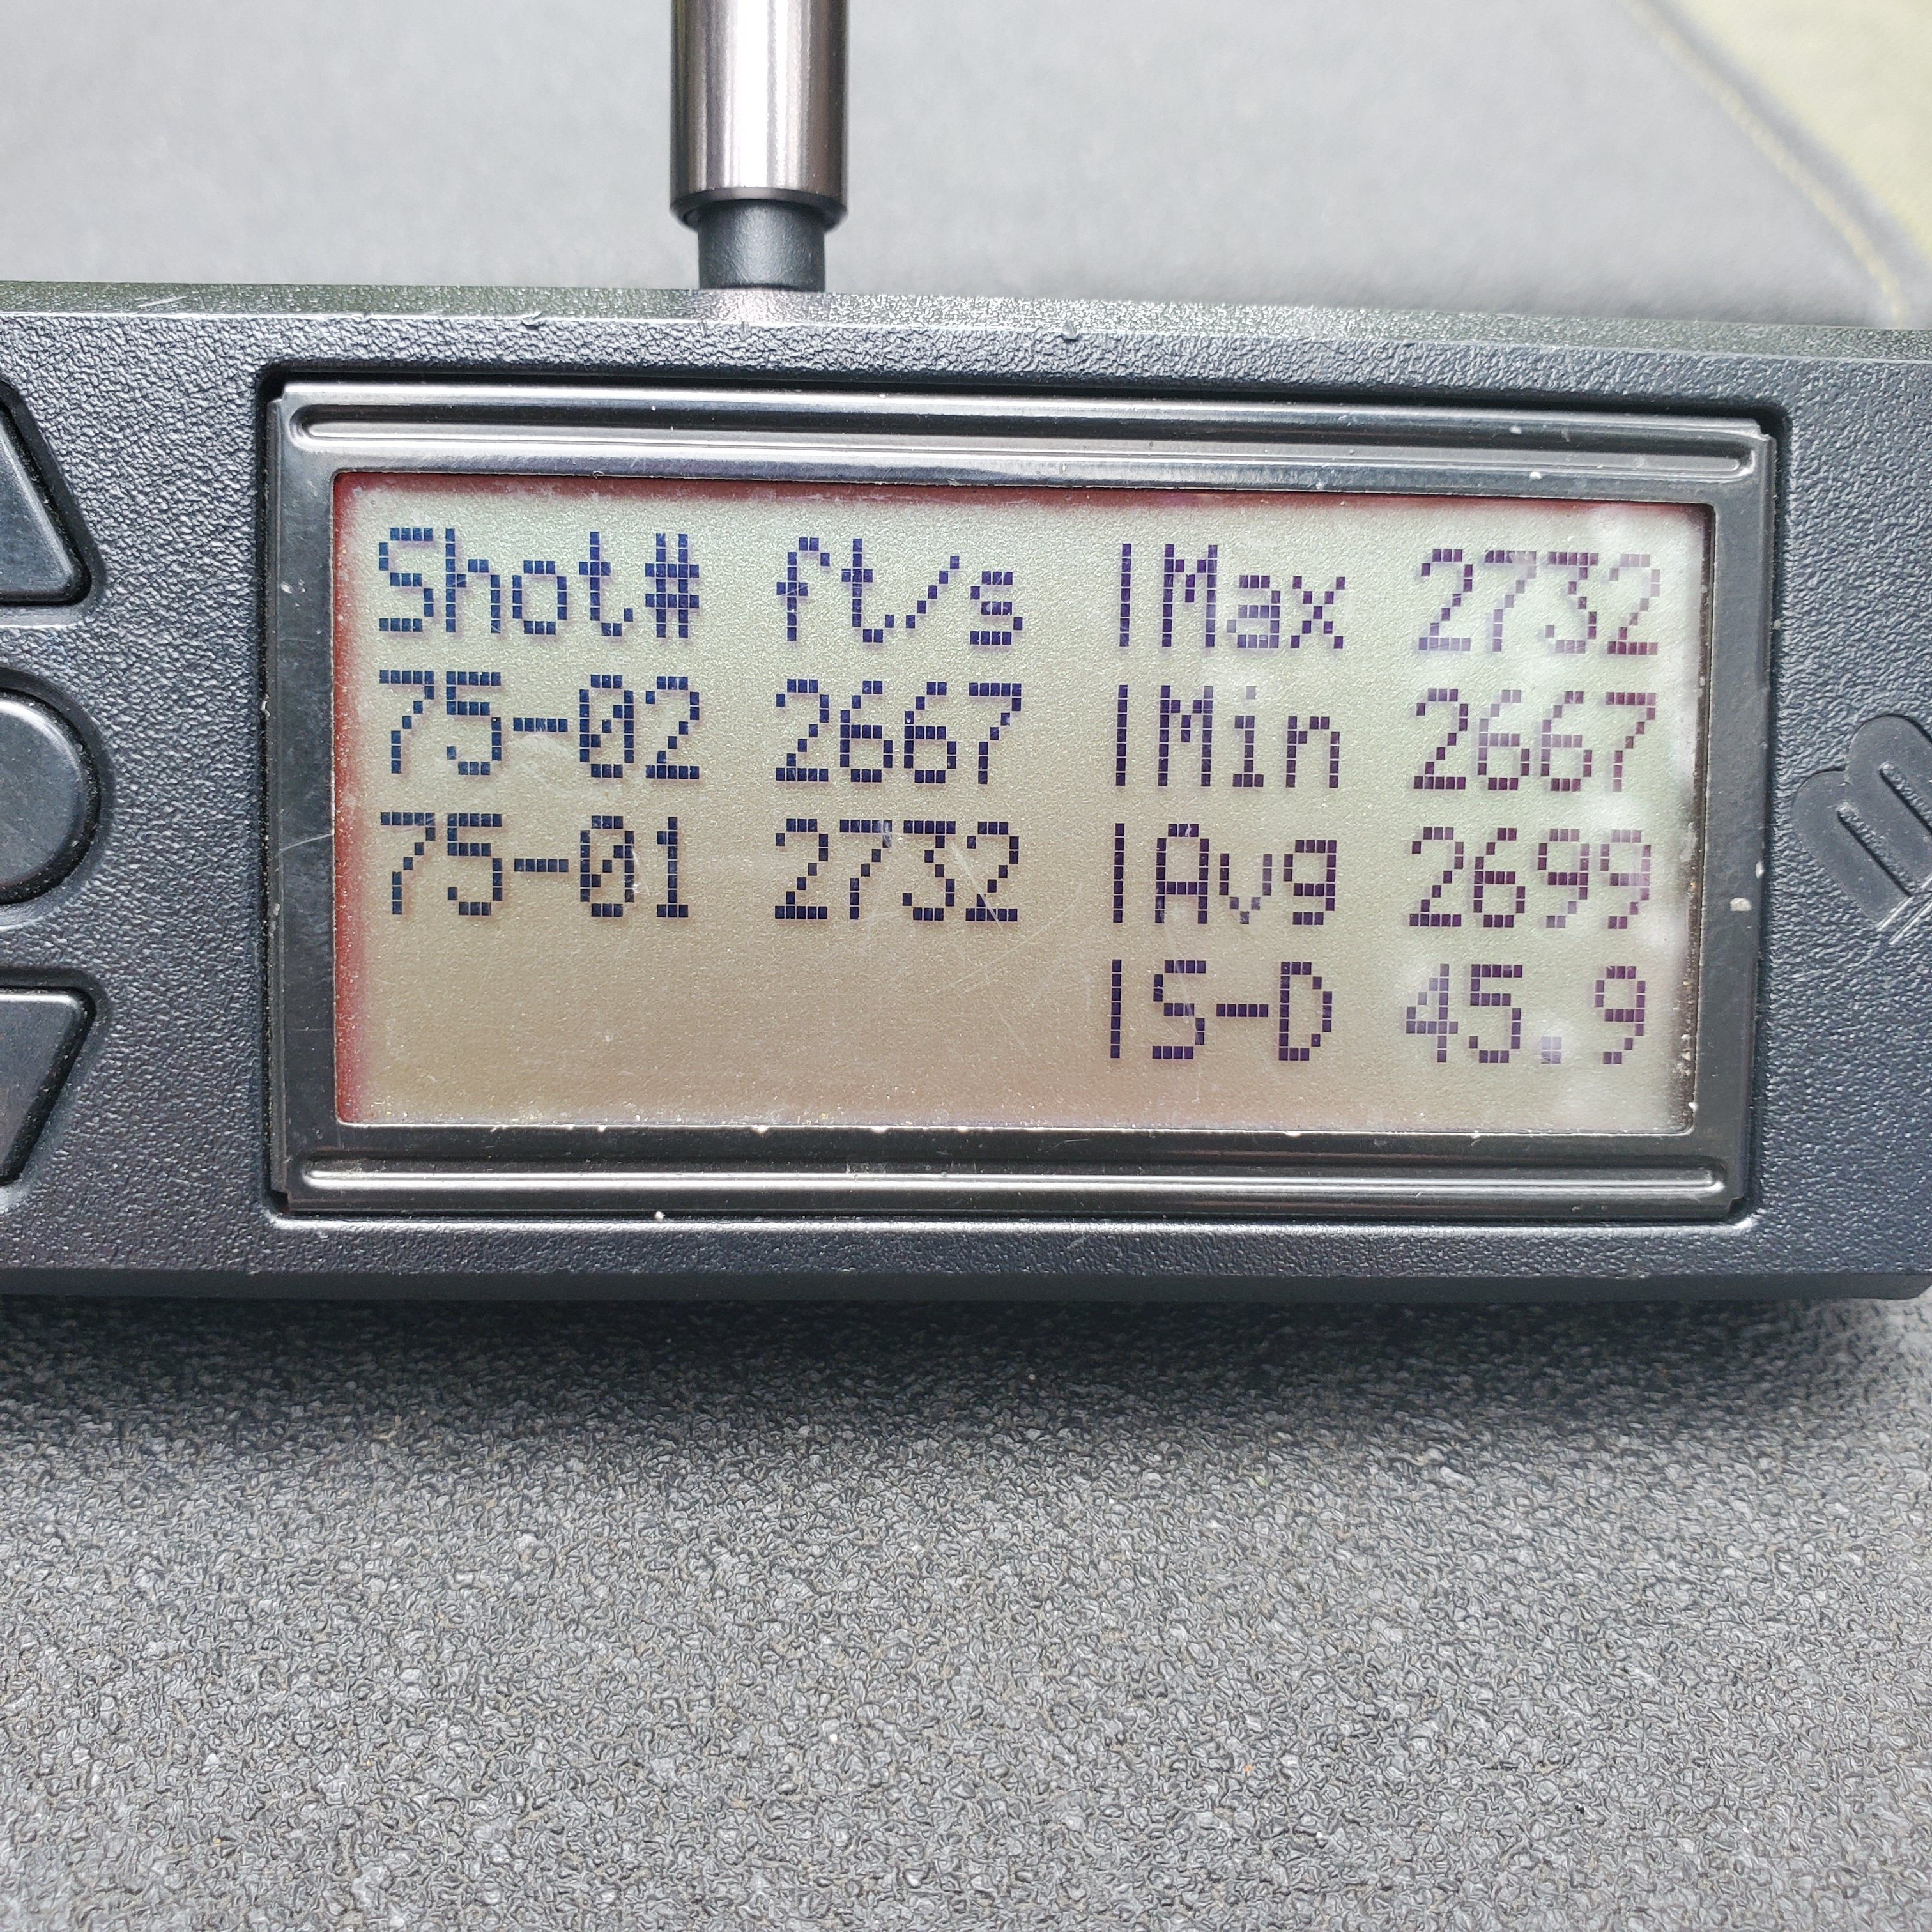 Shot# ft/s |Max 2732
75-02 2667 |Min 2667
75-01 2732 |Avg 2699
|S-D 45.9